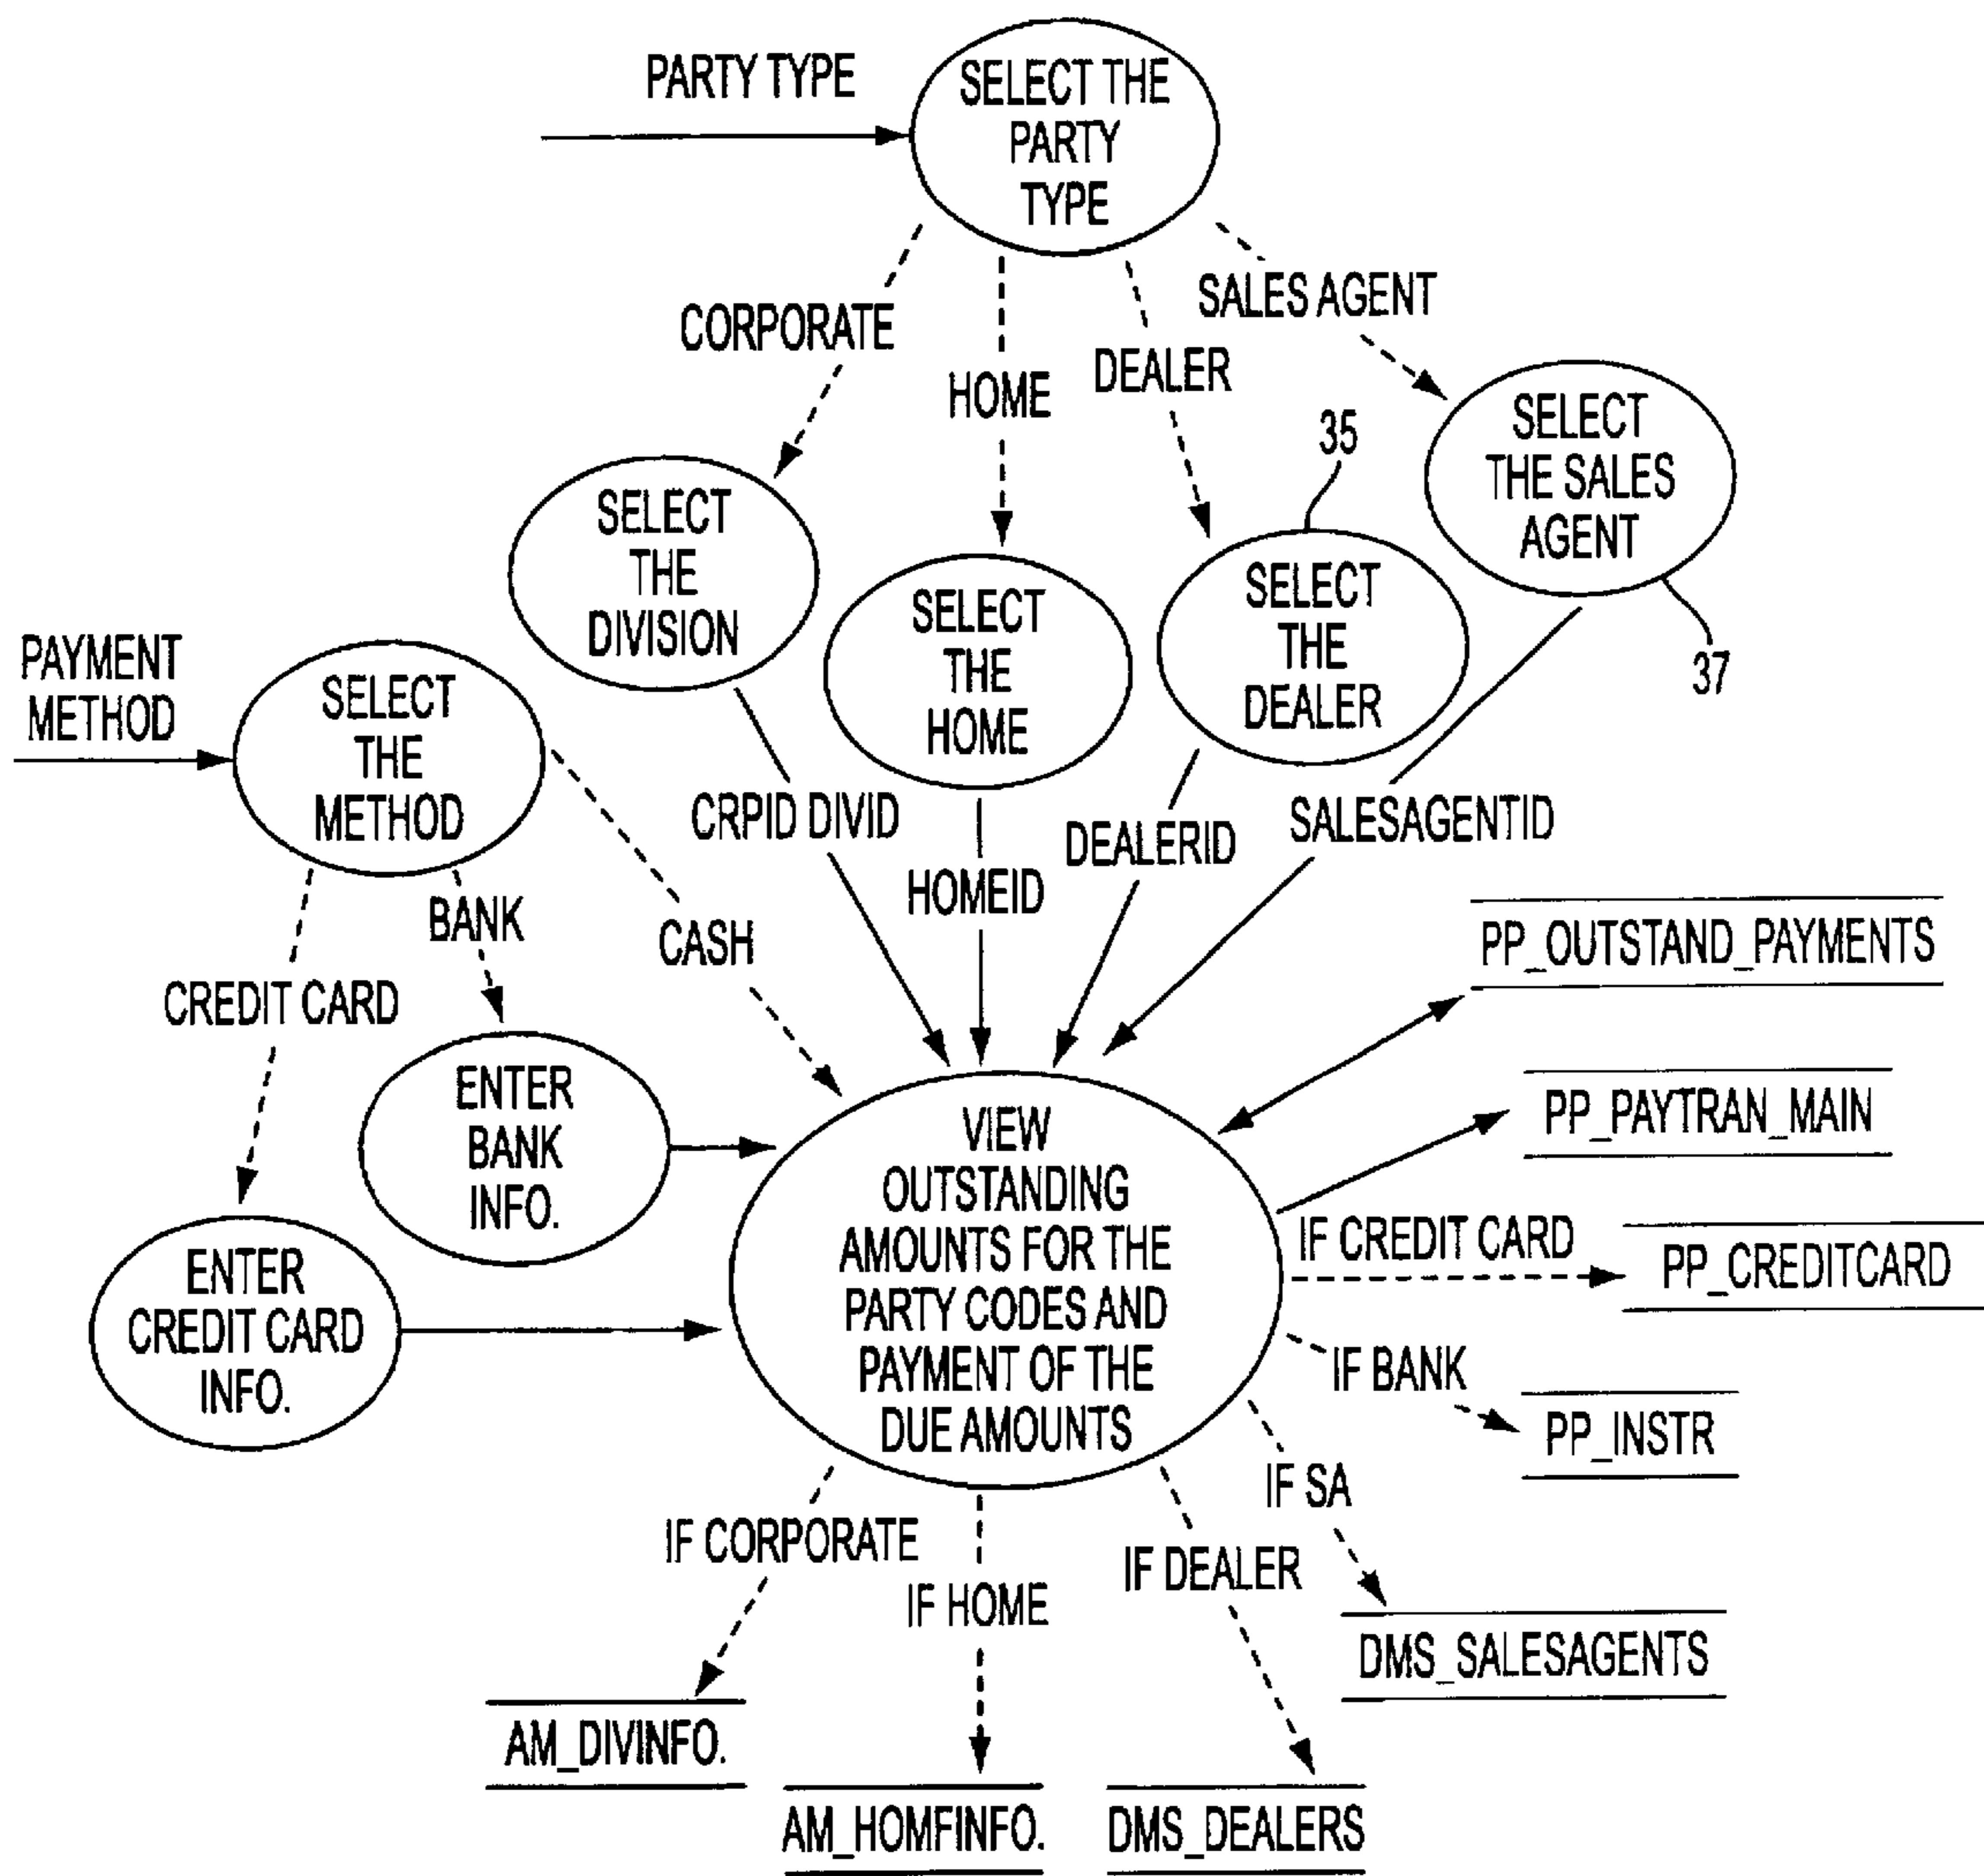 PARTY TYPE
SELECT THE
PARTY
TYPE
CORPORATE
HOME
DEALER
SALES AGENT
35
SELECT
THE SALES
AGENT
37
SELECT
THE
DIVISION
SELECT
THE
HOME
SELECT
THE
DEALER
PAYMENT
METHOD
SELECT
THE
METHOD
CRPID DIVID
HOMEID
DEALERID
SALESAGENTID
CREDIT CARD
BANK
CASH
PP_OUTSTAND_PAYMENTS
PP_PAYTRAN_MAIN
ENTER
BANK
INFO.
ENTER
CREDIT CARD
INFO.
VIEW
OUTSTANDING
AMOUNTS FOR THE
PARTY CODES AND
PAYMENT OF THE
DUE AMOUNTS
IF CREDIT CARD
PP_CREDITCARD
IF BANK
PP_INSTR
IF SA
DMS_SALESAGENTS
IF CORPORATE
IF HOME
IF DEALER
AM_DIVINFO.
AM_HOMFINFO.
DMS_DEALERS